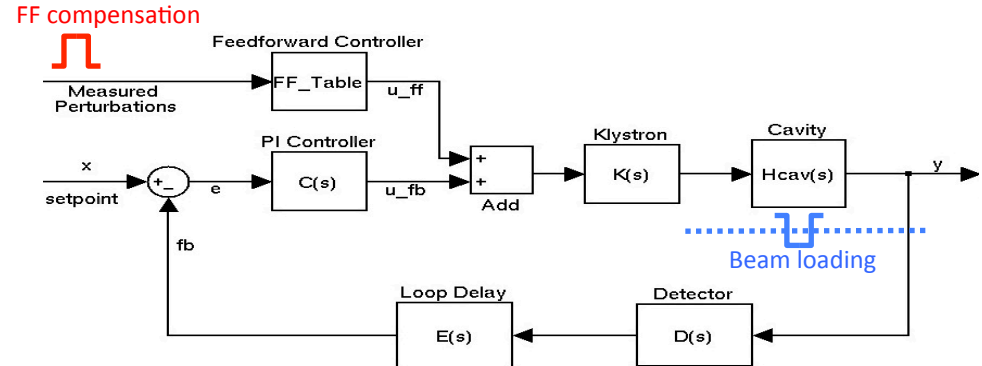 FF compensation
Feedforward Controller
FF_Table
Measured
Perturbations
u_ff
PI Controller
C(s)
x
setpoint
+
_
e
u_fb
+
+
Add
Klystron
K(s)
Cavity
Hcav(s)
y
fb
Beam loading
Loop Delay
E(s)
Detector
D(s)